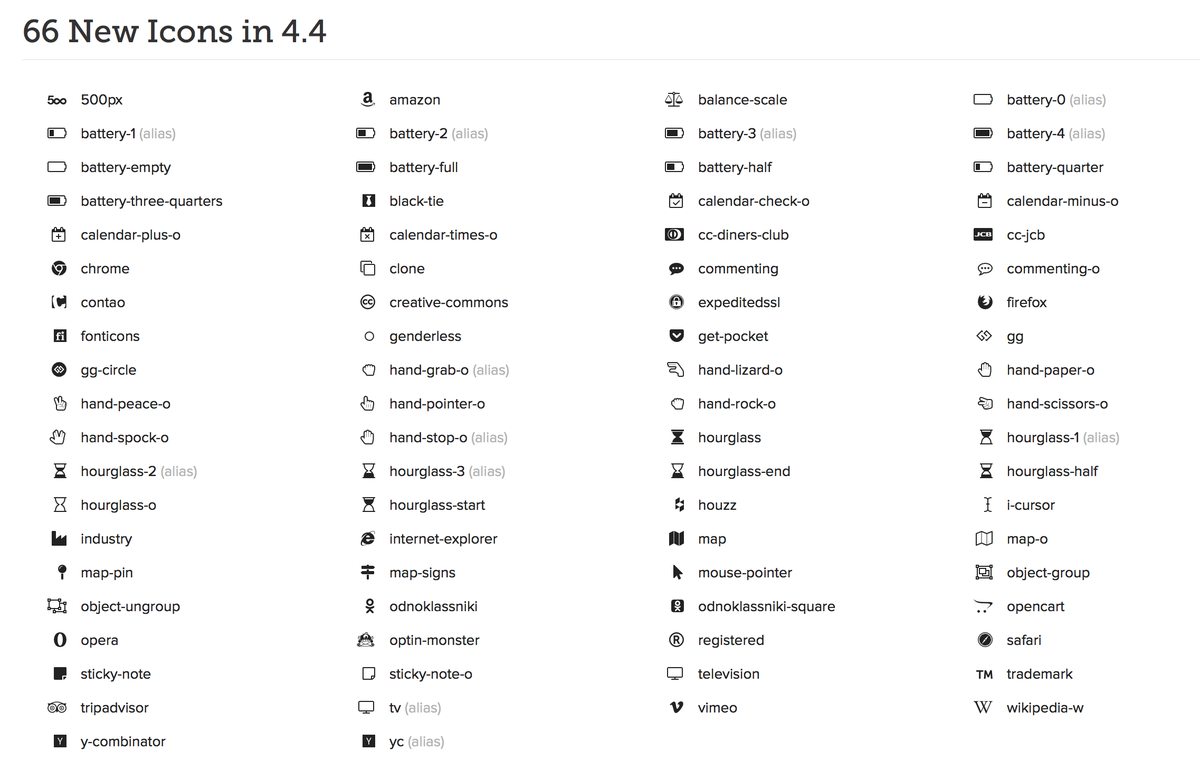 66 New Icons in 4.4
500px amazon balance-scale battery-0 (alias)
battery-1 (alias) battery-2 (alias) battery-3 (alias) battery-4 (alias)
battery-empty battery-full battery-half battery-quarter
battery-three-quarters black-tie calendar-check-o calendar-minus-o
calendar-plus-o calendar-times-o cc-diners-club JCB cc-jcb
chrome clone commenting commenting-o
contao cc creative-commons expeditedssl firefox
fi fonticons genderless get-pocket gg
gg-circle hand-grab-o (alias) hand-lizard-o hand-paper-o
hand-peace-o hand-pointer-o hand-rock-o hand-scissors-o
hand-spock-o hand-stop-o (alias) hourglass hourglass-1 (alias)
hourglass-2 (alias) hourglass-3 (alias) hourglass-end hourglass-half
hourglass-o hourglass-start houzz i-cursor
industry internet-explorer map map-o
map-pin map-signs mouse-pointer object-group
object-ungroup odnoklassniki odnoklassniki-square opencart
opera optin-monster ® registered safari
sticky-note sticky-note-o television TM trademark
tripadvisor tv (alias) vimeo W wikipedia-w
Y y-combinator Y yc (alias)